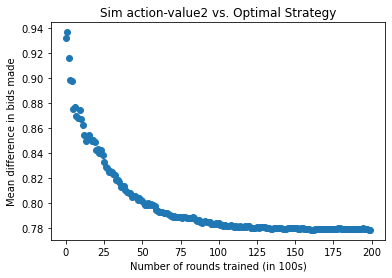 Sim action-value2 vs. Optimal Strategy
Mean difference in bids made
0.94
0.92
0.90
0.88
0.86
0.84
0.82
0.80
0.78
0 25 50 75 100 125 150 175 200
Number of rounds trained (in 100s)